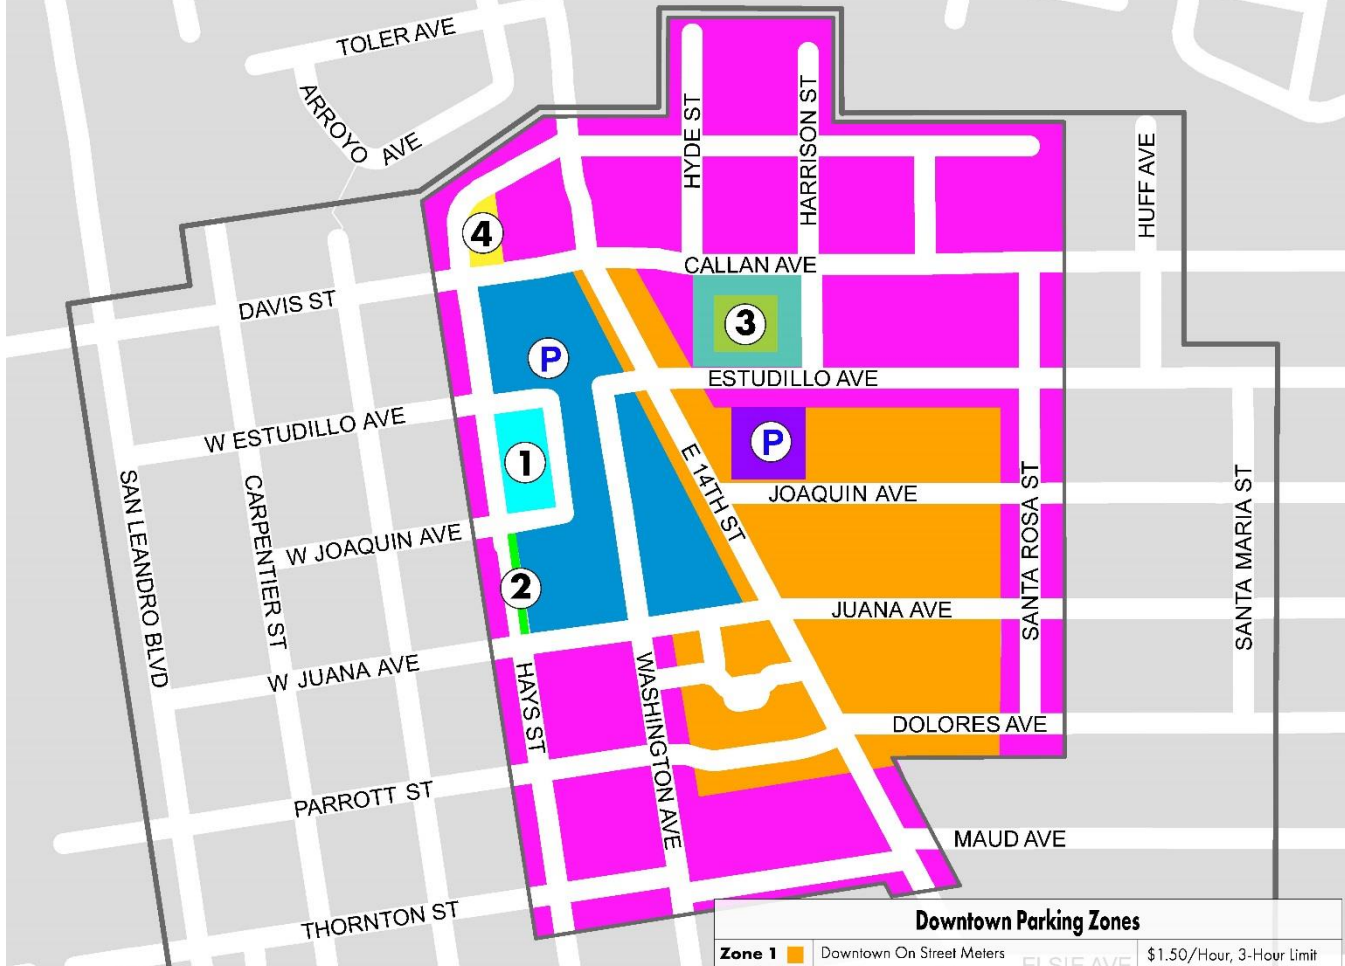 TOLER AVE
ARROYO AVE
HYDE ST
HARRISON ST
HUFF AVE
4
CALLAN AVE
DAVIS ST
3
P
ESTUDILLO AVE
W ESTUDILLO AVE
1
P
E 14TH ST
JOAQUIN AVE
SAN LEANDRO BLVD
CARPENTIER ST
W JOAQUIN AVE
SANTA ROSA ST
SANTA MARIA ST
2
JUANA AVE
W JUANA AVE
HAYS ST
WASHINGTON AVE
DOLORES AVE
PARROTT ST
MAUD AVE
THORNTON ST
Downtown Parking Zones
Zone 1 Downtown On Street Meters $1.50/Hour, 3-Hour Limit
ELSIE AVE